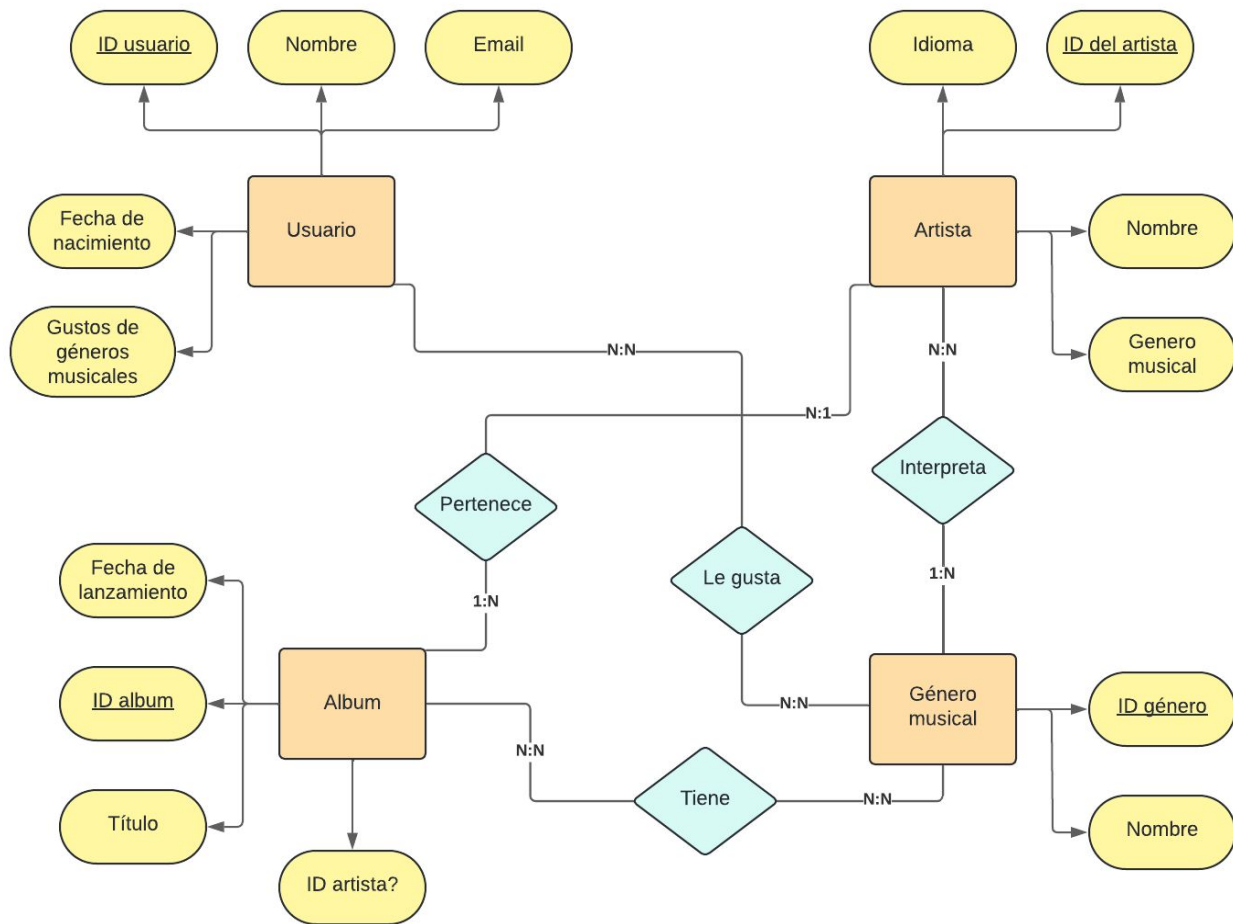 ID usuario
Nombre
Email
Idioma
ID del artista
Fecha de
nacimiento
Usuario
Artista
Nombre
Gustos de
géneros
musicales
N:N
N:N
Genero
musical
N:1
Pertenece
Interpreta
Fecha de
lanzamiento
1:N
Le gusta
1:N
ID album
Album
N:N
N:N
Género
musical
ID género
Título
Tiene
N:N
Nombre
ID artista?